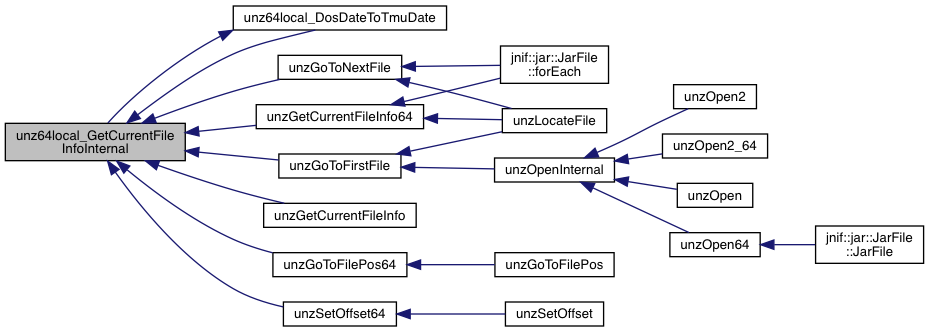 unz64local_DosDateToTmuDate
unzGoToNextFile
jnif::jar::JarFile
::forEach
unz64local_GetCurrentFile
InfoInternal
unzGetCurrentFileInfo64
unzLocateFile
unzGoToFirstFile
unzOpenInternal
unzOpen2
unzOpen2_64
unzOpen
unzOpen64
jnif::jar::JarFile
::JarFile
unzGetCurrentFileInfo
unzGoToFilePos64
unzGoToFilePos
unzSetOffset64
unzSetOffset